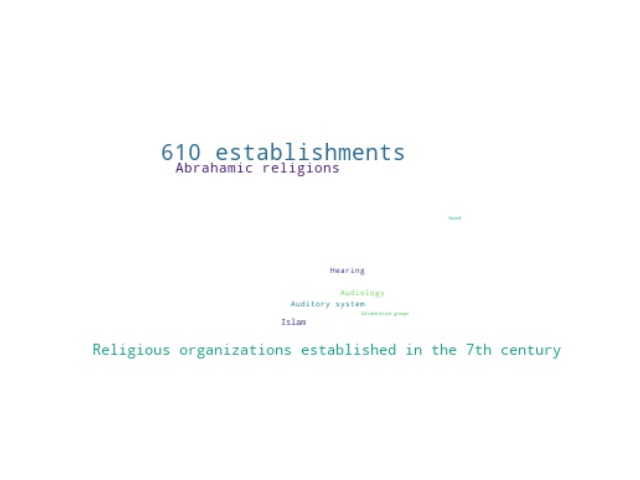 610 establishments
Abrahamic religions
Sound
Hearing
Audiology
Auditory system
Deliberative groups
Islam
Religious organizations established in the 7th century